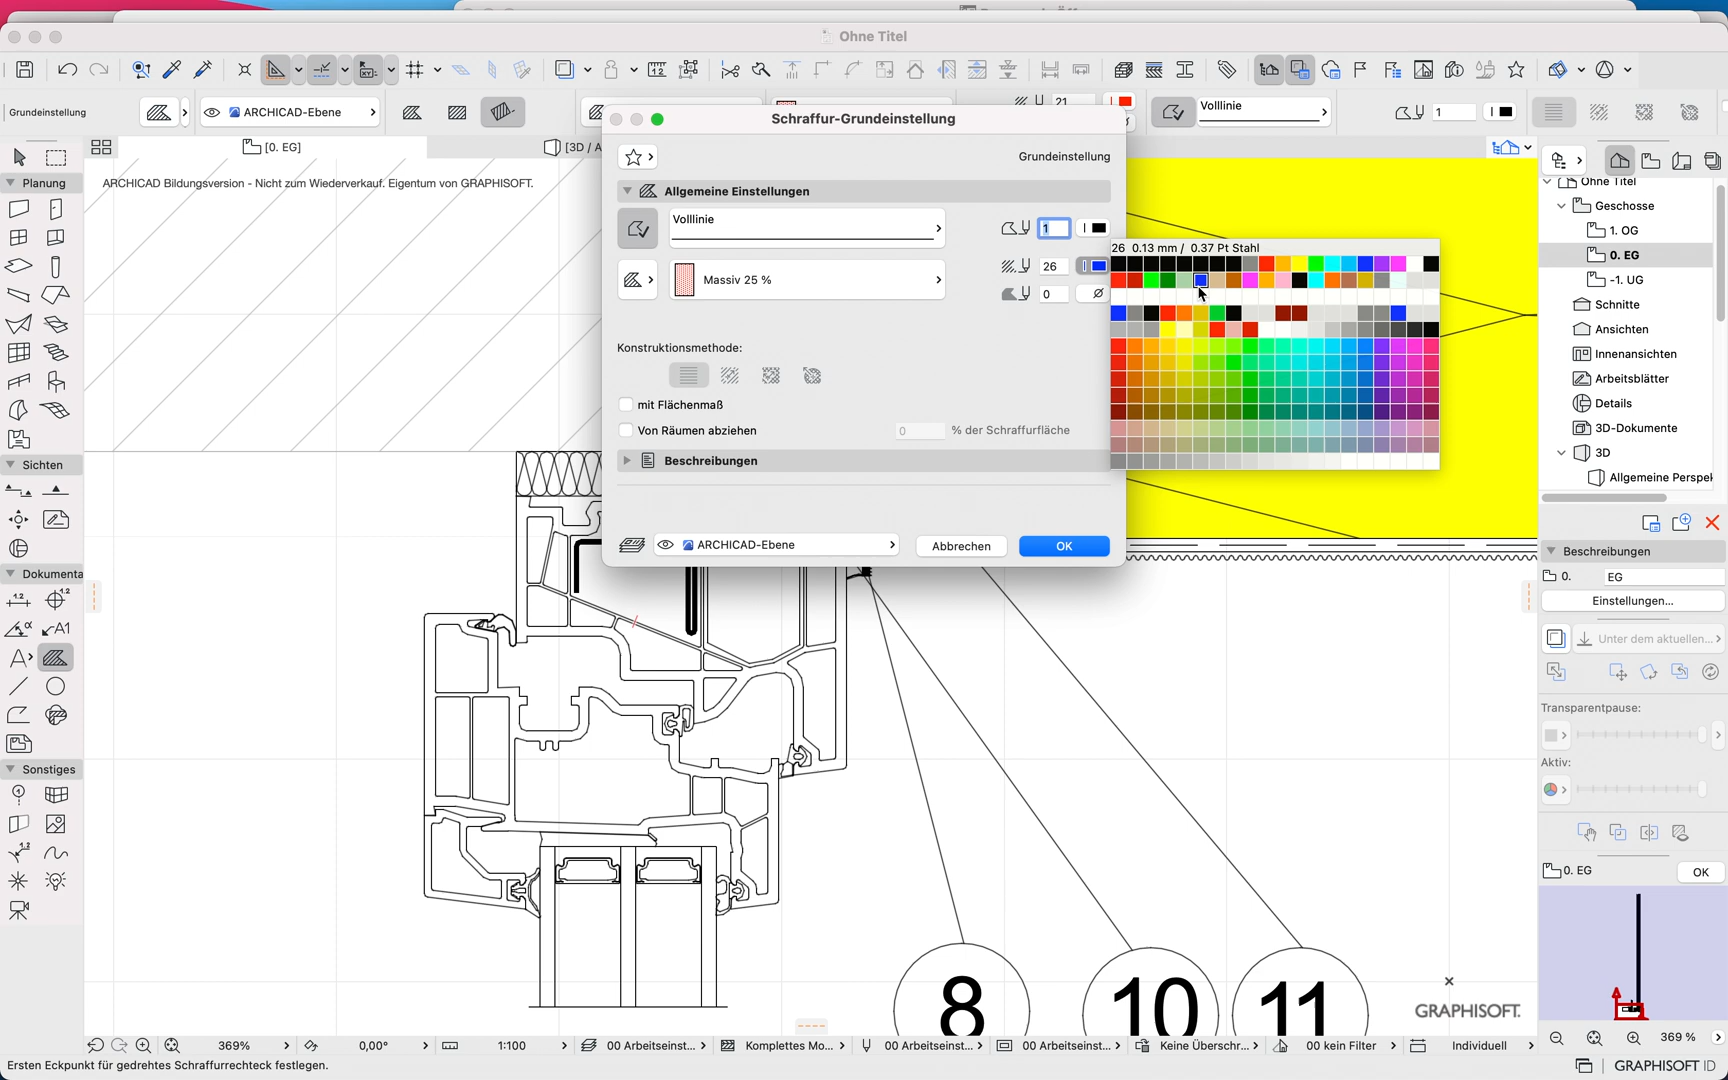 Ohne Titel
Grundeinstellung
ARCHICAD-Ebene
21
Volllinie
1
[0. EG]
[3D / A
ARCHICAD Bildungsversion - Nicht zum Wiederverkauf. Eigentum von GRAPHISOFT.
Planung
Sichten
Dokumenta
1.2
A1
Sonstiges
Schraffur-Grundeinstellung
Grundeinstellung
Allgemeine Einstellungen
Volllinie
1
Massiv 25 %
26
0
Konstruktionsmethode:
mit Flächenmaß
Von Räumen abziehen
0
% der Schraffurfläche
Beschreibungen
ARCHICAD-Ebene
Abbrechen
OK
26 0.13 mm / 0.37 Pt Stahl
Ohne Titel
Geschosse
1. OG
0. EG
-1. UG
Schnitte
Ansichten
Innenansichten
Arbeitsblätter
Details
3D-Dokumente
3D
Allgemeine Perspek
Beschreibungen
0.
EG
Einstellungen...
Unter dem aktuellen...
Transparentpause:
Aktiv:
0. EG
OK
8
10
11
GRAPHISOFT.
369%
0,00°
1:100
00 Arbeitseinst...
Komplettes Mo...
00 Arbeitseinst...
00 Arbeitseinst...
Keine Überschr...
00 kein Filter
Individuell
369 %
Ersten Eckpunkt für gedrehtes Schraffurrechteck festlegen.
GRAPHISOFT ID